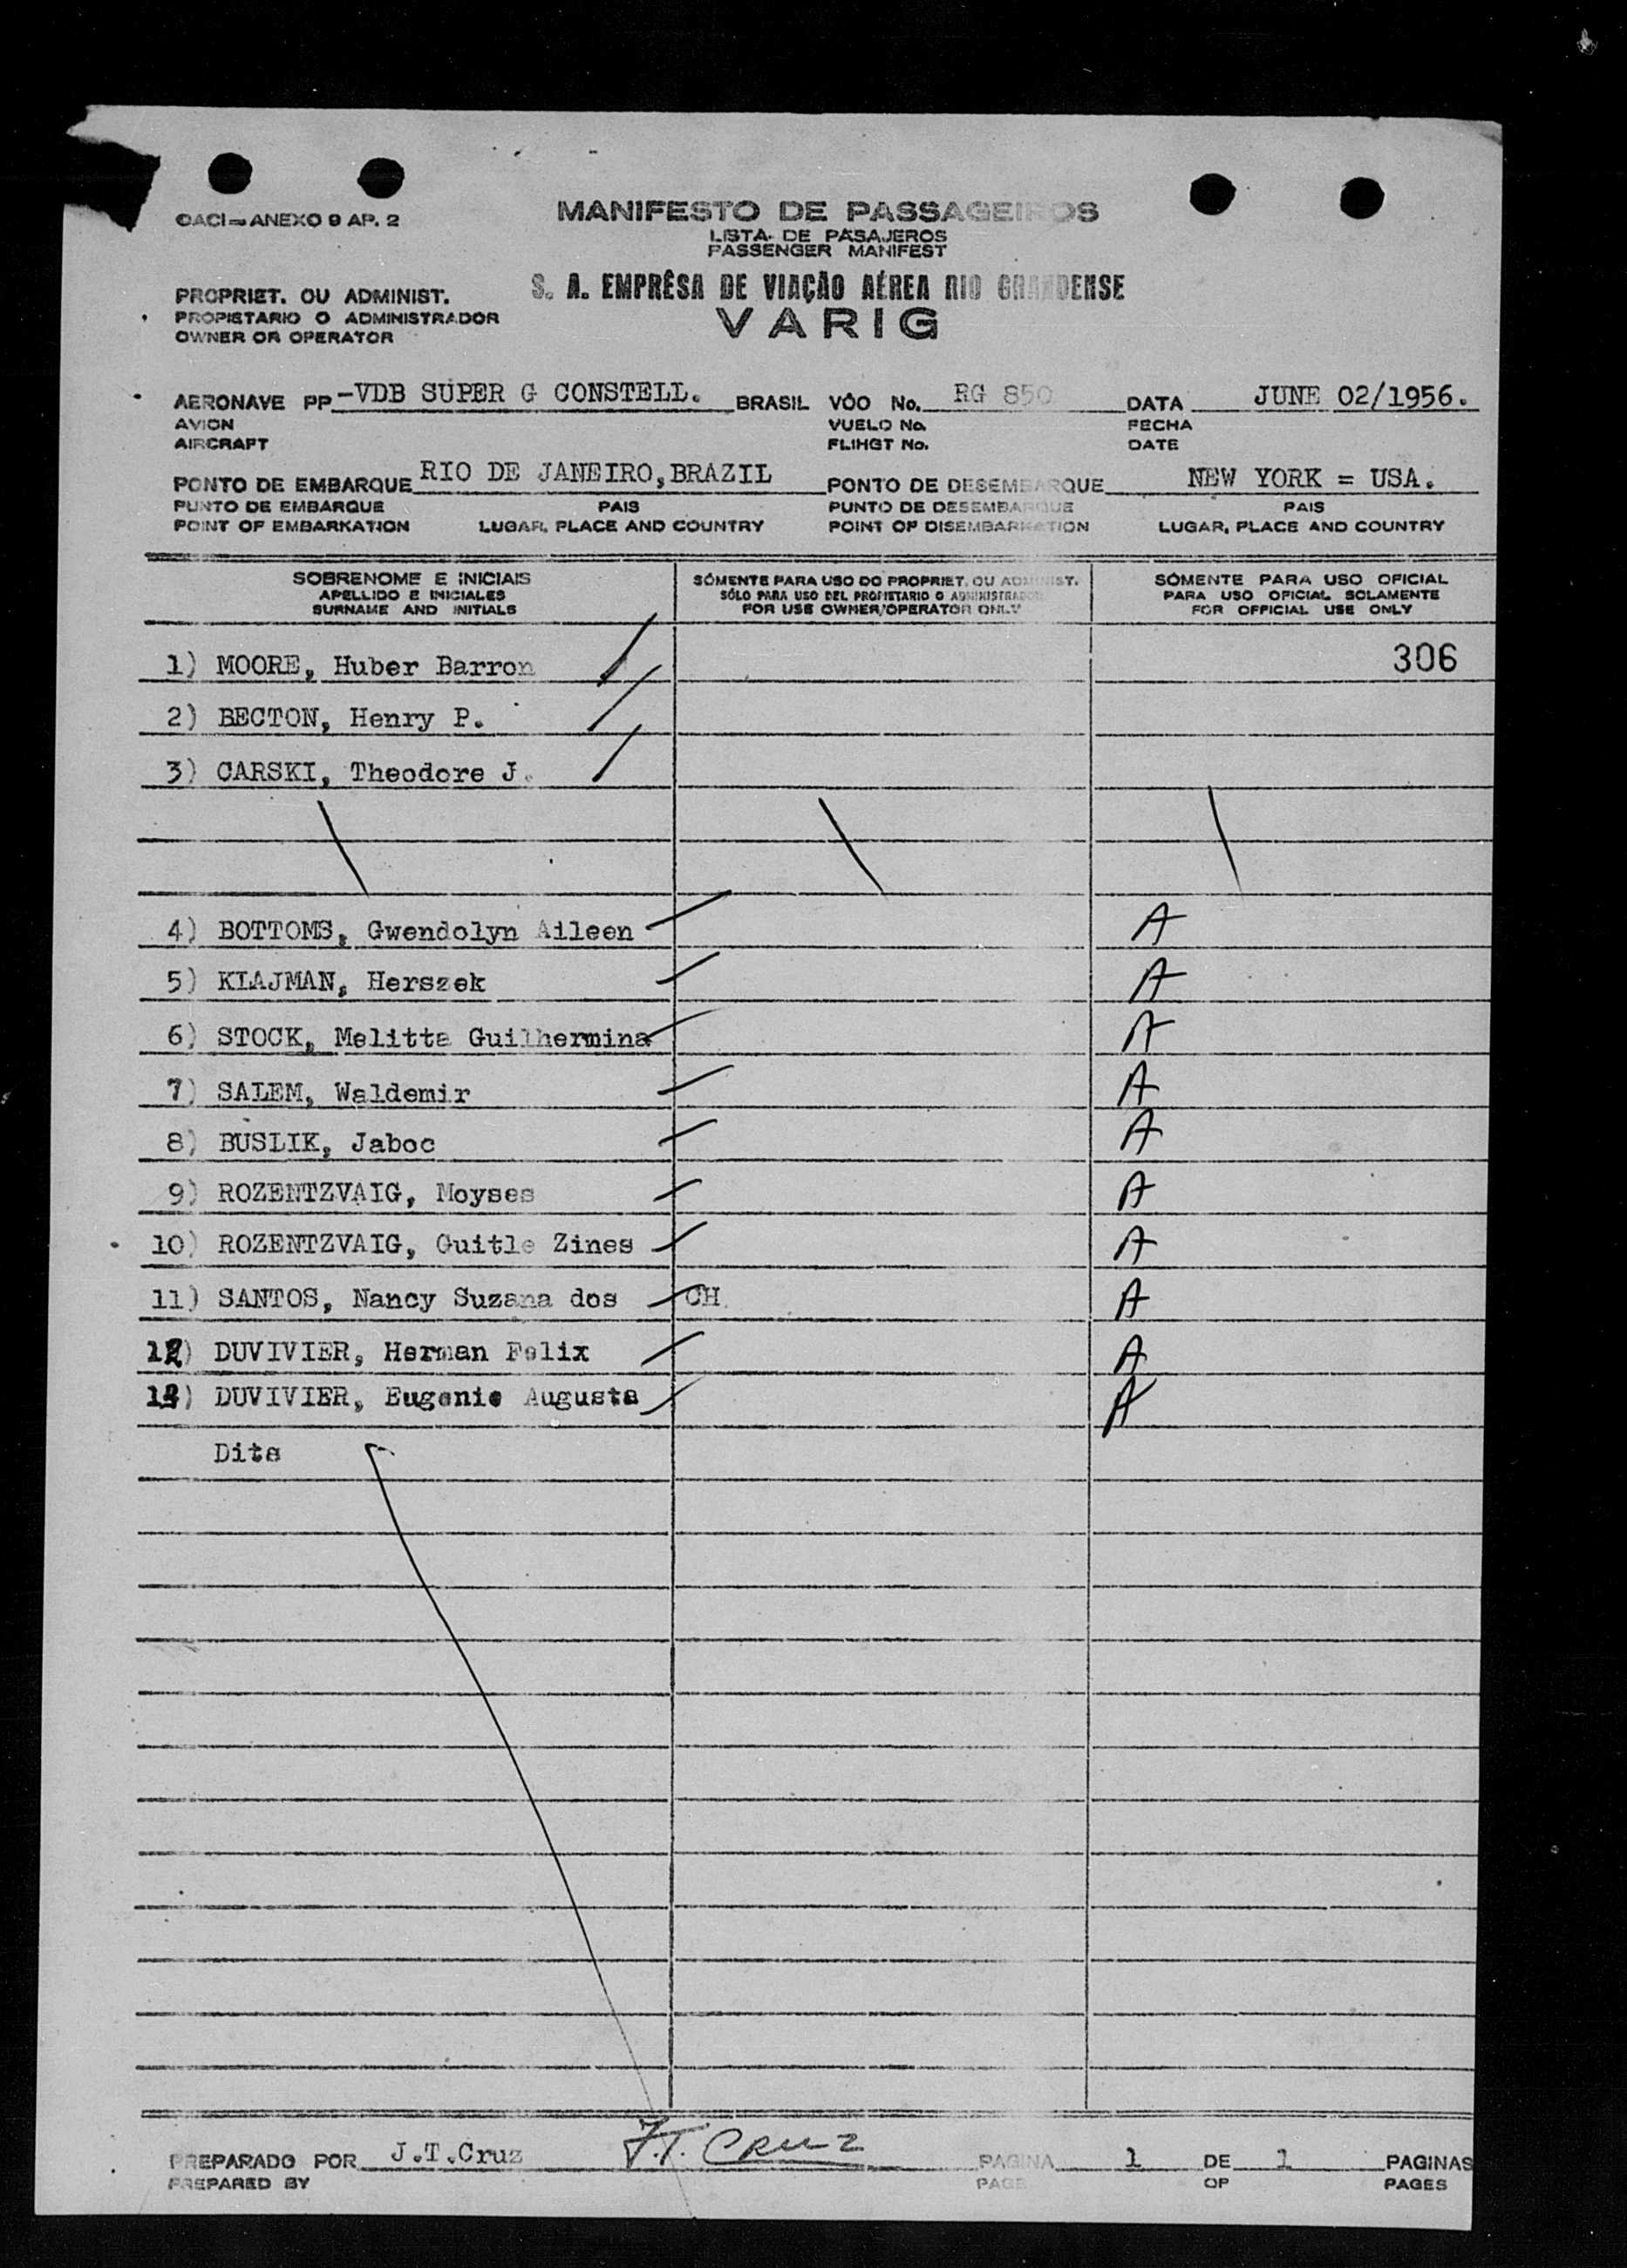 OACI=ANEXO 9 AP. 2
MANIFESTO DE PASSAGEIROS
LISTA DE PASAJEROS
PASSENGER MANIFEST
S. A. EMPRÊSA DE VIAÇÃO AÉREA RIO GRANDENSE
VARIG
PROPRIET. OU ADMINIST.
PROPIETARIO O ADMINISTRADOR
OWNER OR OPERATOR
AERONAVE PP -VDB SUPER G CONSTELL. BRASIL VÔO No. RG 850 DATA JUNE 02/1956.
AVION VUELO No. FECHA
AIRCRAFT FLIHGT No. DATE
PONTO DE EMBARQUE RIO DE JANEIRO,BRAZIL PONTO DE DESEMBARQUE NEW YORK = USA.
PUNTO DE EMBARQUE PAIS PUNTO DE DESEMBARQUE PAIS
POINT OF EMBARKATION LUGAR, PLACE AND COUNTRY POINT OF DISEMBARKATION LUGAR, PLACE AND COUNTRY
SOBRENOME E INICIAIS SÓMENTE PARA USO DO PROPRIET. OU ADMINIST. SÓMENTE PARA USO OFICIAL
APELLIDO E INICIALES SÓLO PARA USO DEL PROPIETARIO O ADMINISTRADOR PARA USO OFICIAL SOLAMENTE
SURNAME AND INITIALS FOR USE OWNER/OPERATOR ONLY FOR OFFICIAL USE ONLY
1) MOORE, Huber Barron 306
2) BECTON, Henry P.
3) CARSKI, Theodore J.
4) BOTTOMS, Gwendolyn Aileen A
5) KLAJMAN, Herszek A
6) STOCK, Melitta Guilhermina A
7) SALEM, Waldemir A
8) BUSLIK, Jaboc A
9) ROZENTZVAIG, Moyses A
10) ROZENTZVAIG, Guitle Zines A
11) SANTOS, Nancy Suzana dos CH A
12) DUVIVIER, Herman Felix A
13) DUVIVIER, Eugenie Augusta A
Dita
PREPARADO POR J.T.Cruz J.T. CRUZ PAGINA 1 DE 1 PAGINAS
PREPARED BY PAGE OF PAGES